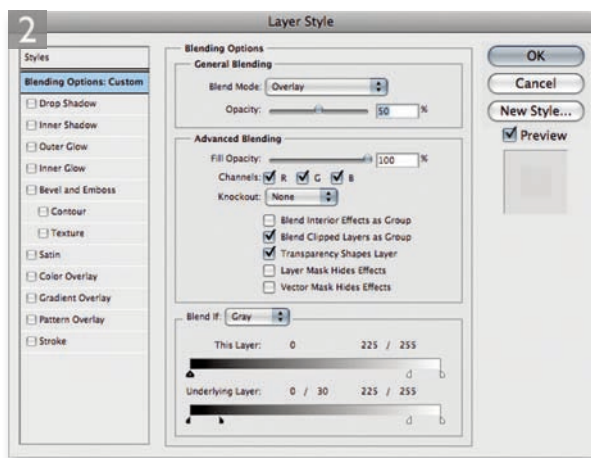 2
Layer Style
Styles
Blending Options: Custom
Drop Shadow
Inner Shadow
Outer Glow
Inner Glow
Bevel and Emboss
Contour
Texture
Satin
Color Overlay
Gradient Overlay
Pattern Overlay
Stroke
Blending Options
General Blending
Blend Mode: Overlay
Opacity: 50 %
Advanced Blending
Fill Opacity: 100 %
Channels: R G B
Knockout: None
Blend Interior Effects as Group
Blend Clipped Layers as Group
Transparency Shapes Layer
Layer Mask Hides Effects
Vector Mask Hides Effects
Blend If: Gray
This Layer: 0 225 / 255
Underlying Layer: 0 / 30 225 / 255
OK
Cancel
New Style...
Preview